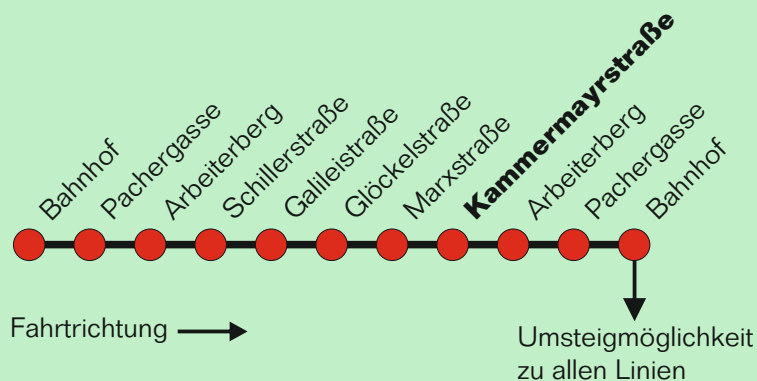 Bahnhof
Pachergasse
Arbeiterberg
Schillerstraße
Galileistraße
Glöckelstraße
Marxstraße
Kammermayrstraße
Arbeiterberg
Pachergasse
Bahnhof
Fahrtrichtung
Umsteigmöglichkeit
zu allen Linien